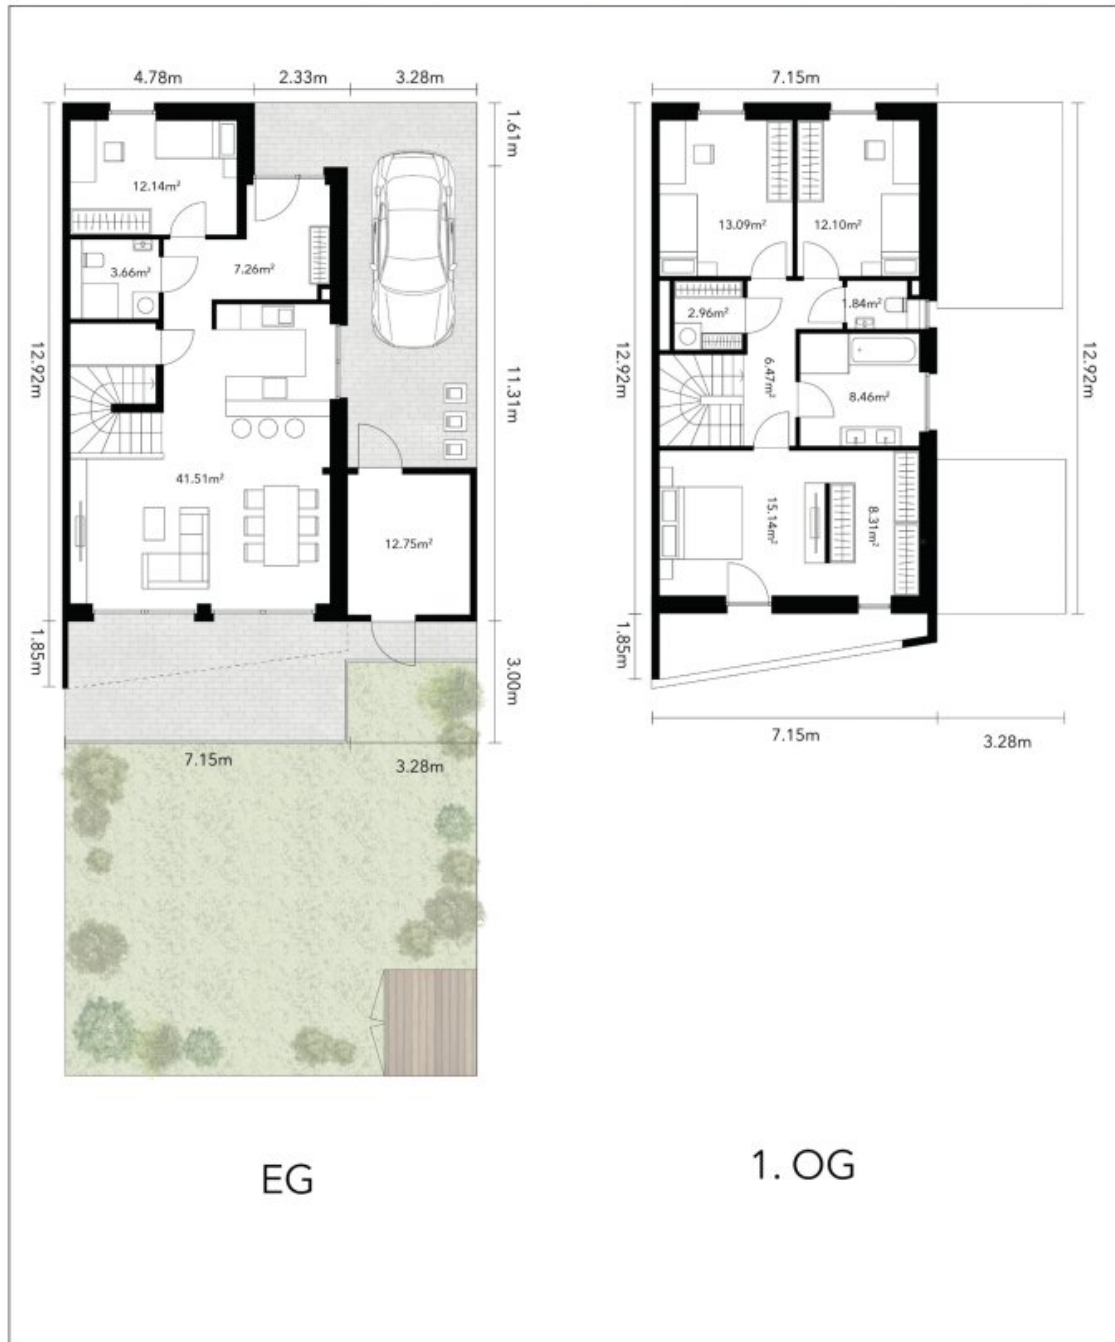 4.78m 2.33m 3.28m
1.61m
12.14m²
3.66m²
7.26m²
12.92m
11.31m
41.51m²
12.75m²
1.85m
3.00m
7.15m
3.28m
EG
7.15m
13.09m²
12.10m²
2.96m²
1.84m²
6.47m²
8.46m²
12.92m
12.92m
15.14m²
8.31m²
1.85m
7.15m
3.28m
1. OG